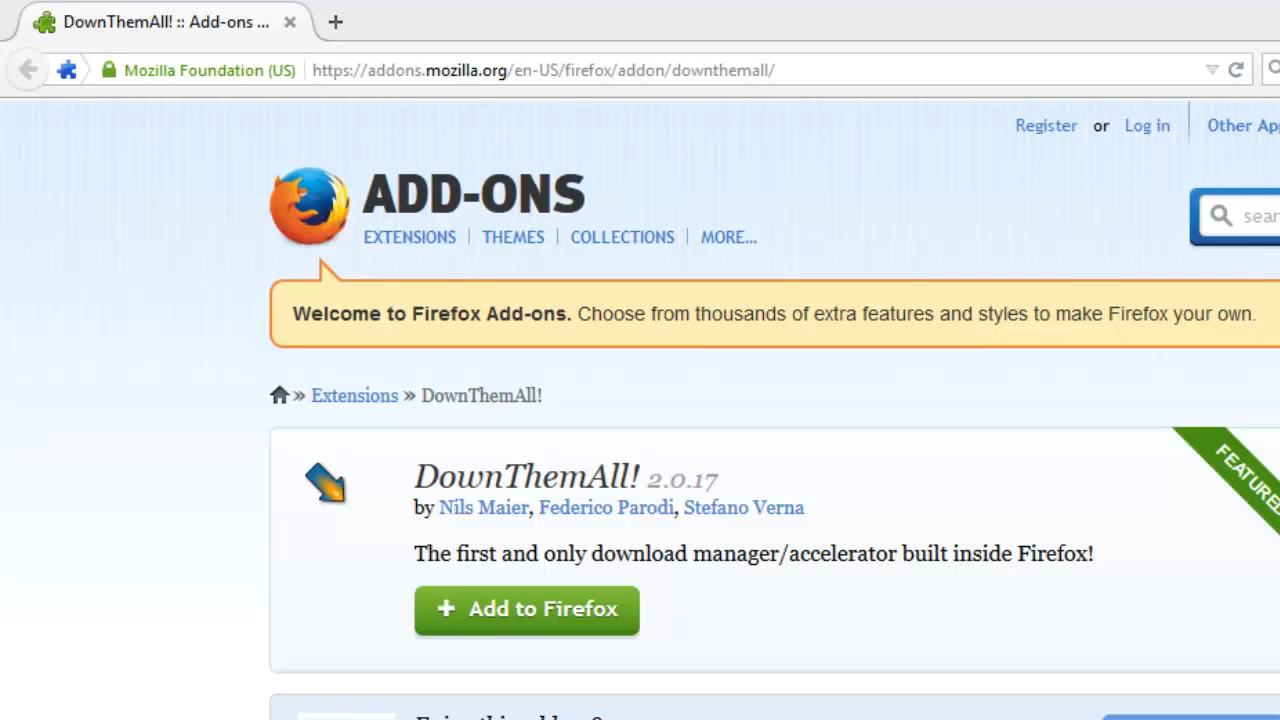 DownThemAll! :: Add-ons ...
Mozilla Foundation (US) https://addons.mozilla.org/en-US/firefox/addon/downthemall/
Register or Log in Other
ADD-ONS
EXTENSIONS THEMES COLLECTIONS MORE...
Welcome to Firefox Add-ons. Choose from thousands of extra features and styles to make Firefox your own.
» Extensions » DownThemAll!
FEATURED
DownThemAll! 2.0.17
by Nils Maier, Federico Parodi, Stefano Verna
The first and only download manager/accelerator built inside Firefox!
+ Add to Firefox